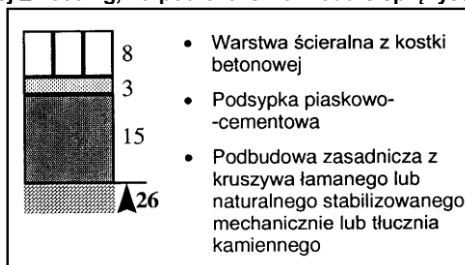 8
3
15
26
• Warstwa ścieralna z kostki
betonowej
• Podsypka piaskowo-
-cementowa
• Podbudowa zasadnicza z
kruszywa łamanego lub
naturalnego stabilizowanego
mechanicznie lub tłucznia
kamiennego